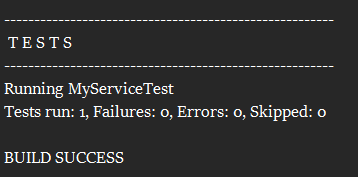 -------------------------------------------------------
T E S T S
-------------------------------------------------------
Running MyServiceTest
Tests run: 1, Failures: 0, Errors: 0, Skipped: 0
BUILD SUCCESS